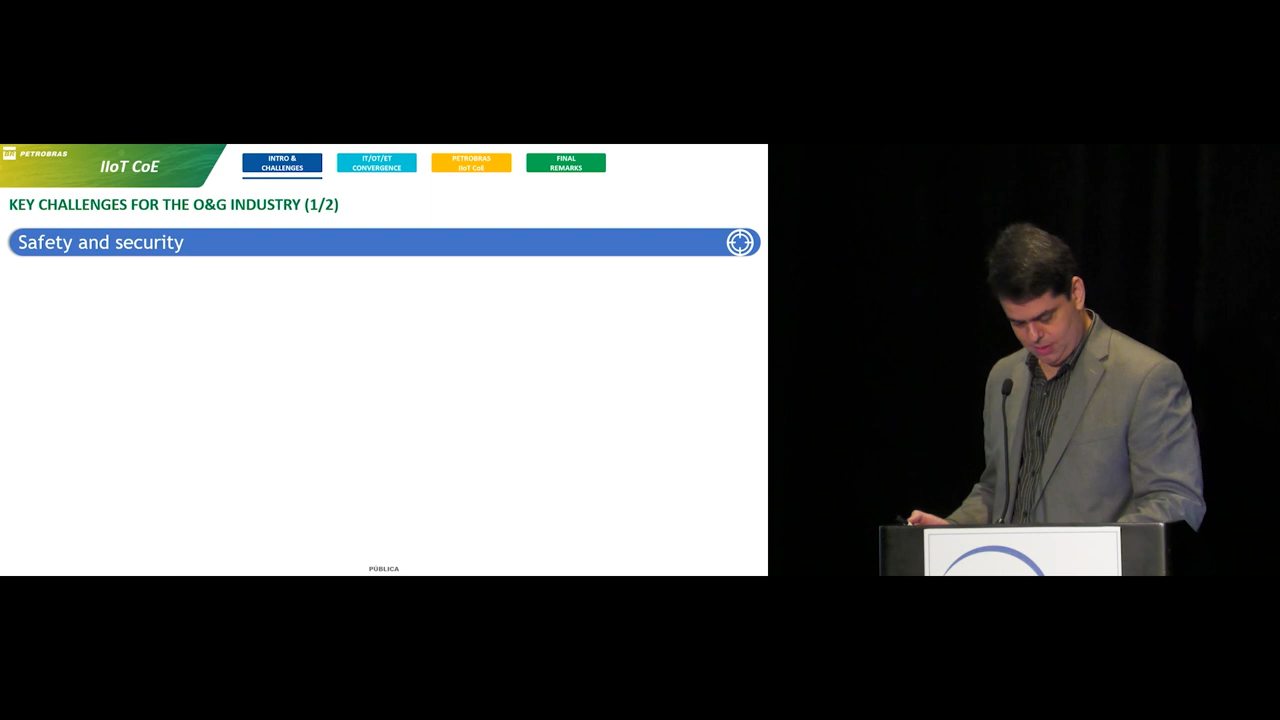 BR PETROBRAS
IIoT CoE
INTRO &
CHALLENGES
IT/OT/ET
CONVERGENCE
PETROBRAS
IIoT CoE
FINAL
REMARKS
KEY CHALLENGES FOR THE O&G INDUSTRY (1/2)
Safety and security
PÚBLICA